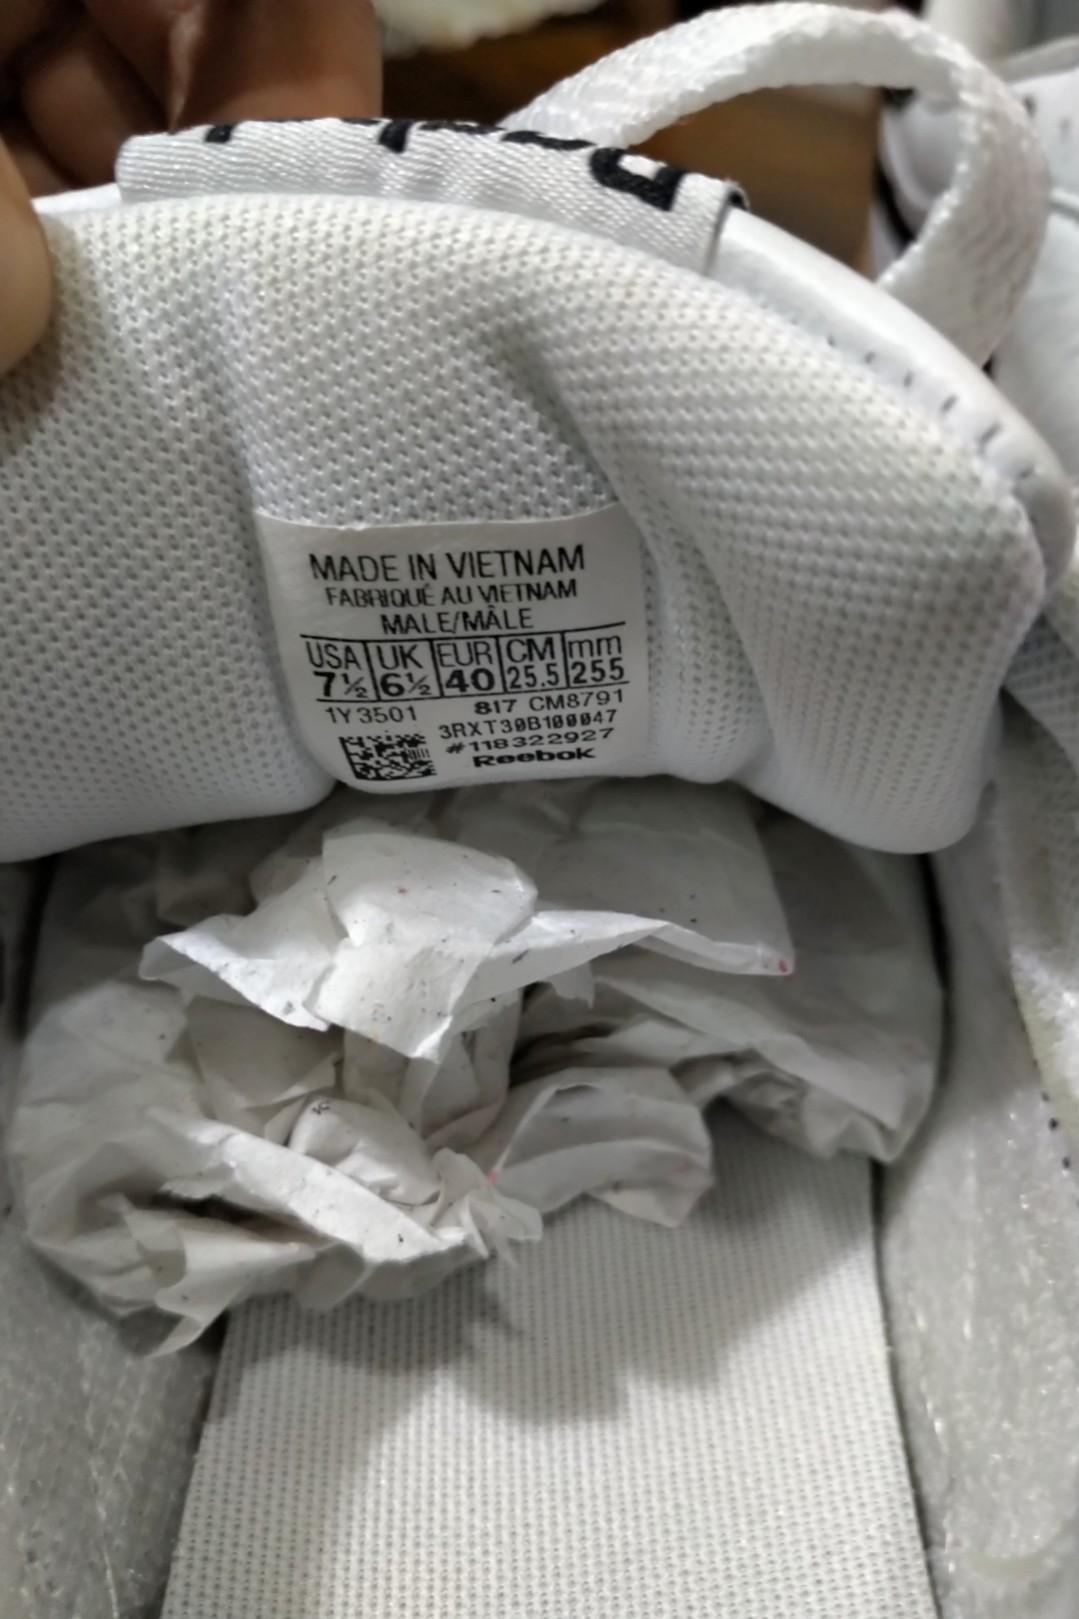 MADE IN VIETNAM
FABRIQUÉ AU VIETNAM
MALE/MÂLE
USA UK EUR CM mm
7½ 6½ 40 25.5 255
1Y3501 817 CM8791
3RXT30B100047
#118322927
Reebok